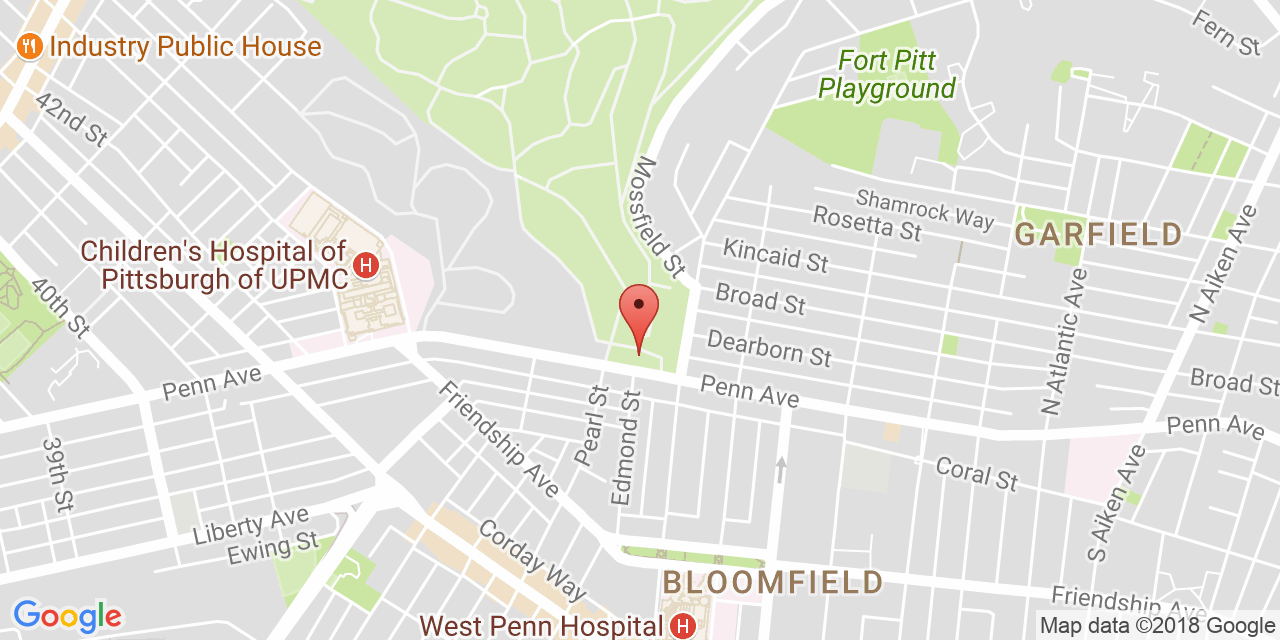 Industry Public House
42nd St
Fern St
Fort Pitt
Playground
Mossfield St
Shamrock Way
Rosetta St
GARFIELD
Kincaid St
N Aiken Ave
Children's Hospital of
Pittsburgh of UPMC
H
40th St
Broad St
N Atlantic Ave
Dearborn St
Penn Ave
Penn Ave
Broad St
Penn Ave
Pearl St
Edmond St
Friendship Ave
39th St
Coral St
S Aiken Ave
Liberty Ave
Ewing St
Corday Way
BLOOMFIELD
Friendship Ave
Google
West Penn Hospital
H
Map data ©2018 Google